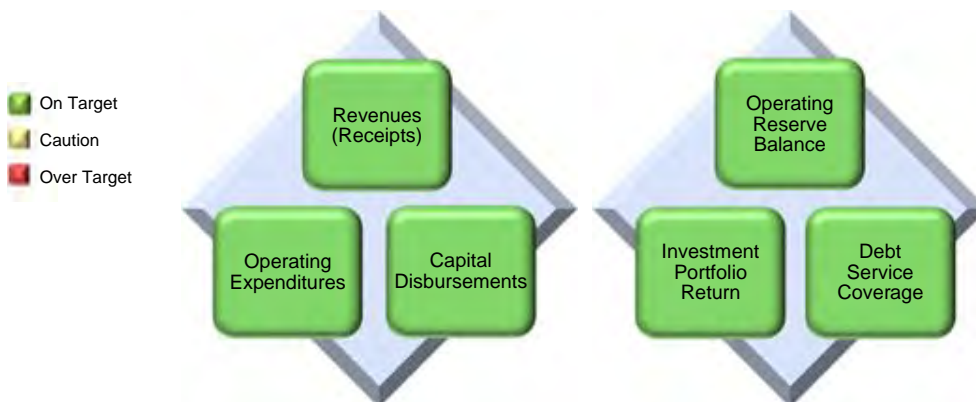 On Target
Caution
Over Target
Revenues
(Receipts)
Operating
Expenditures
Capital
Disbursements
Operating
Reserve
Balance
Investment
Portfolio
Return
Debt
Service
Coverage